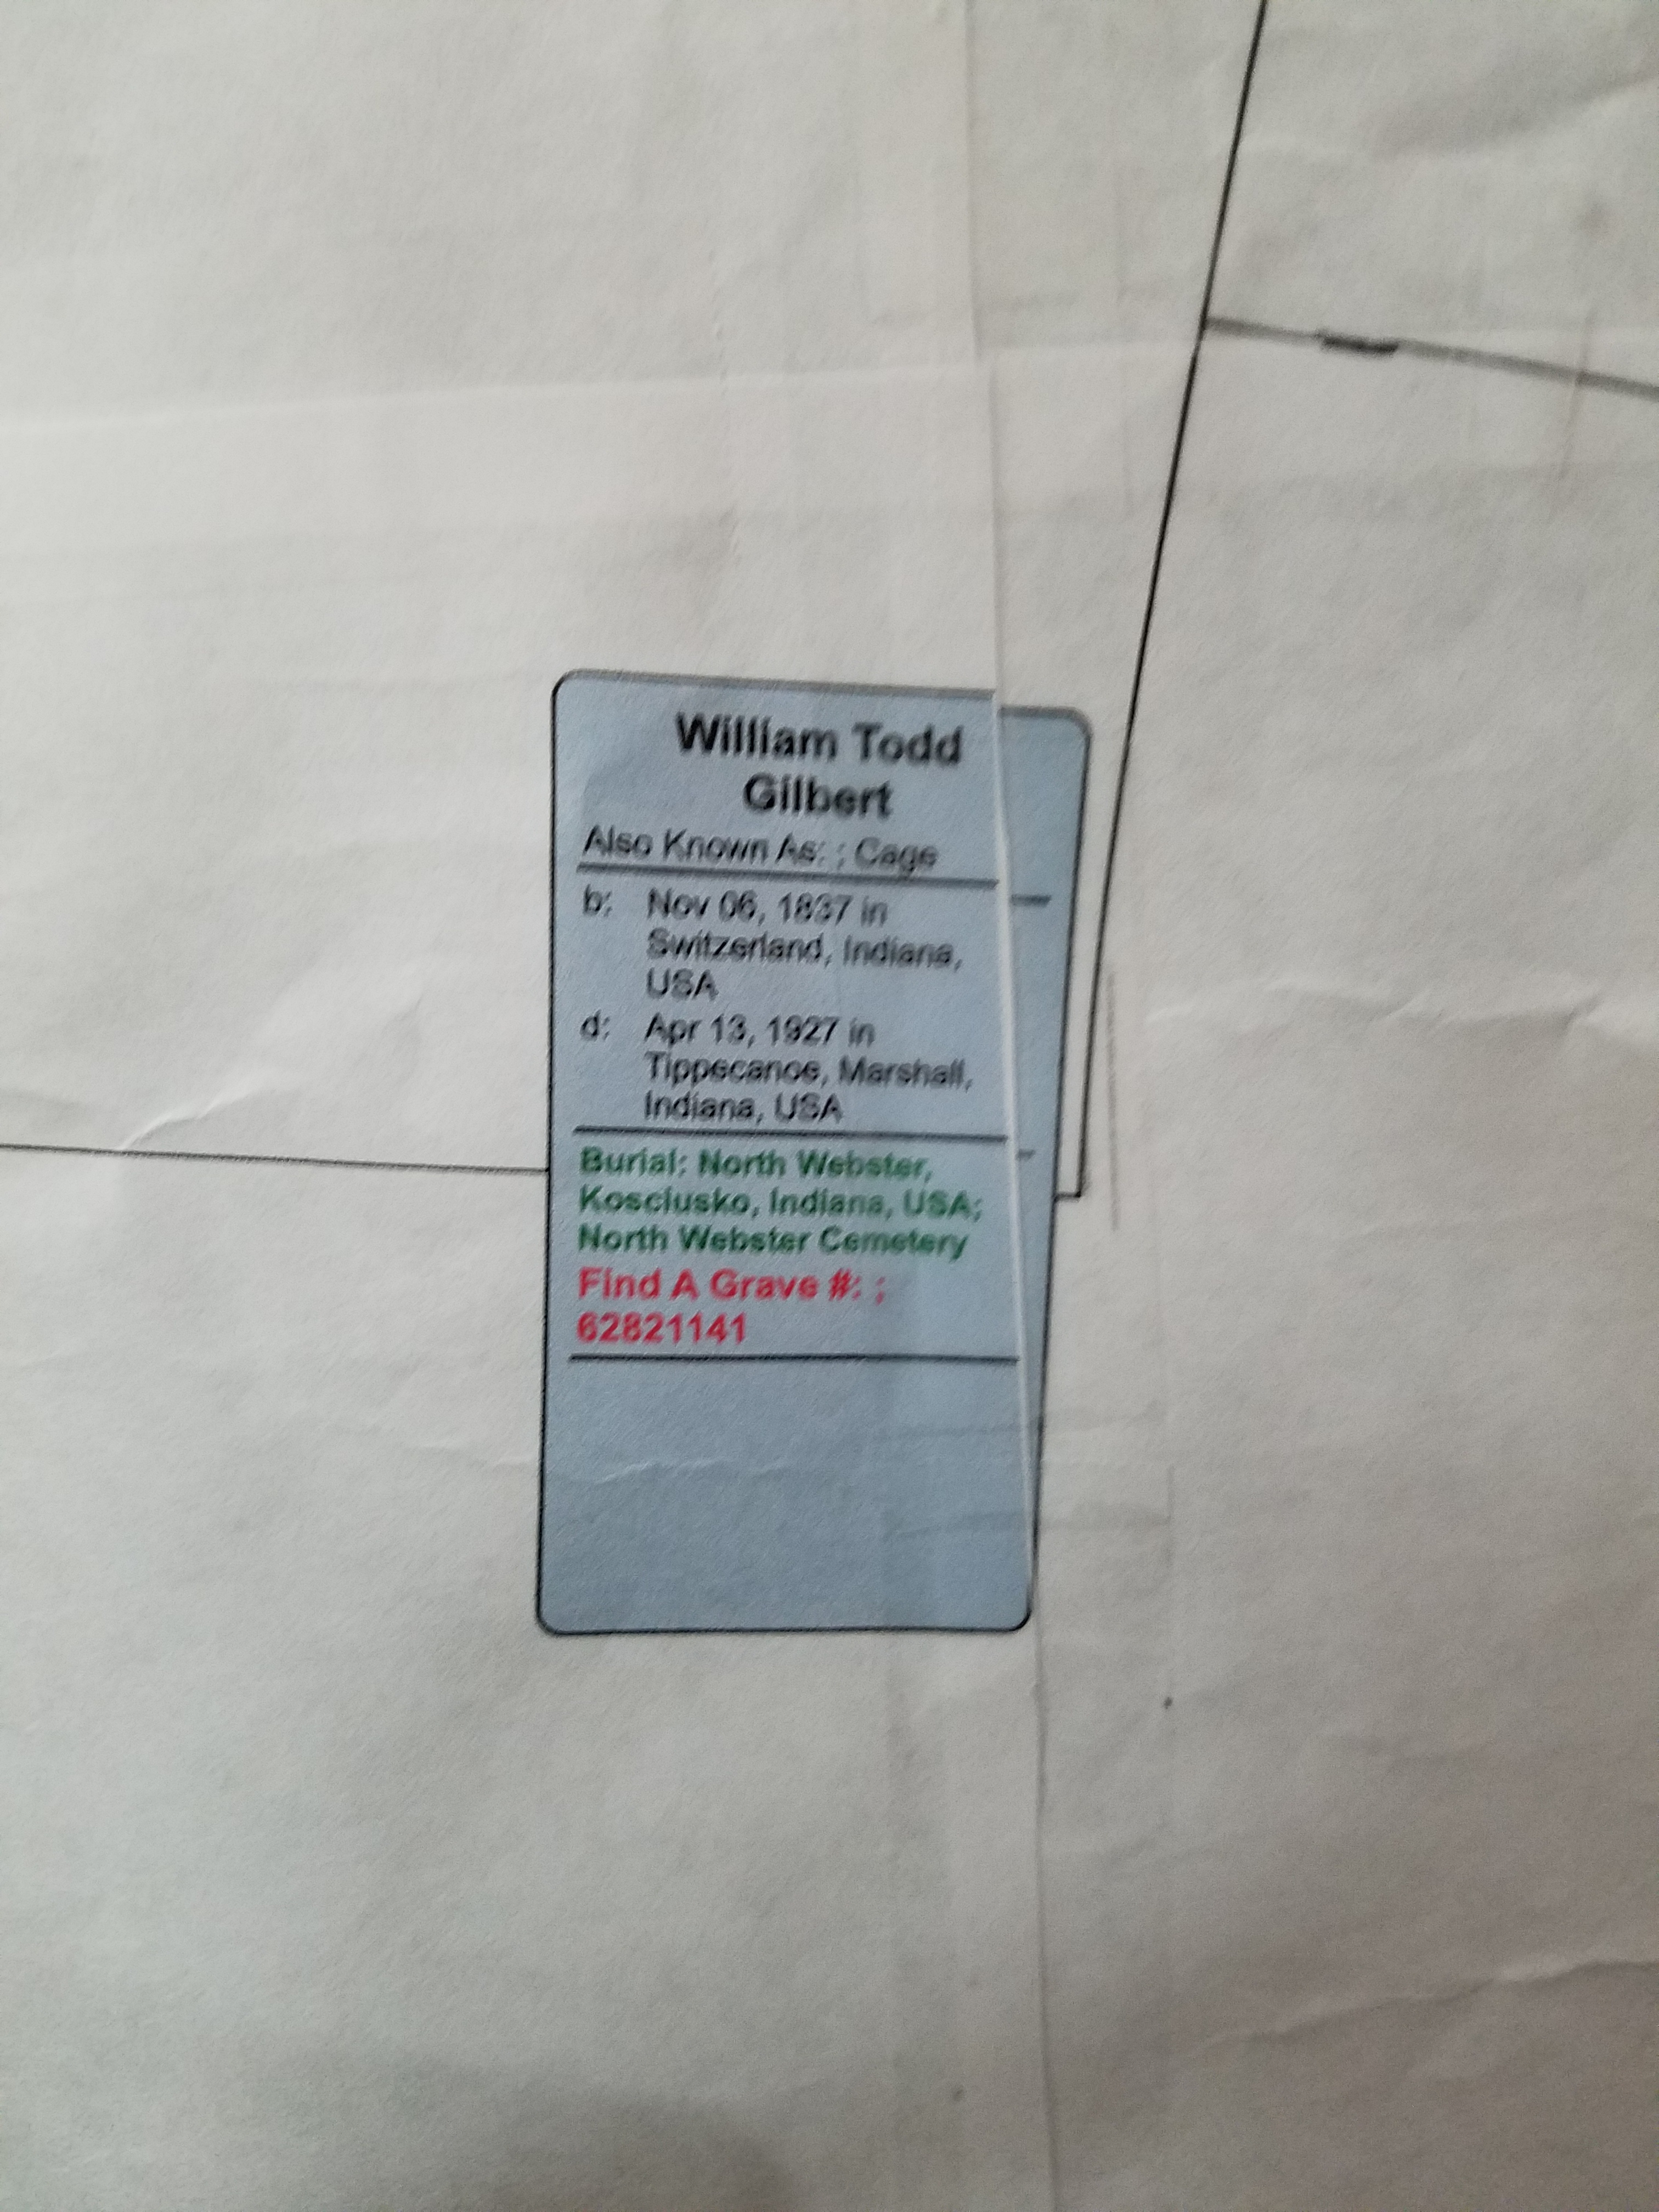 William Todd
Gilbert
Also Known As: ; Cage
b: Nov 06, 1837 in
Switzerland, Indiana,
USA
d: Apr 13, 1927 in
Tippecanoe, Marshall,
Indiana, USA
Burial: North Webster,
Kosciusko, Indiana, USA;
North Webster Cemetery
Find A Grave #: ;
62821141